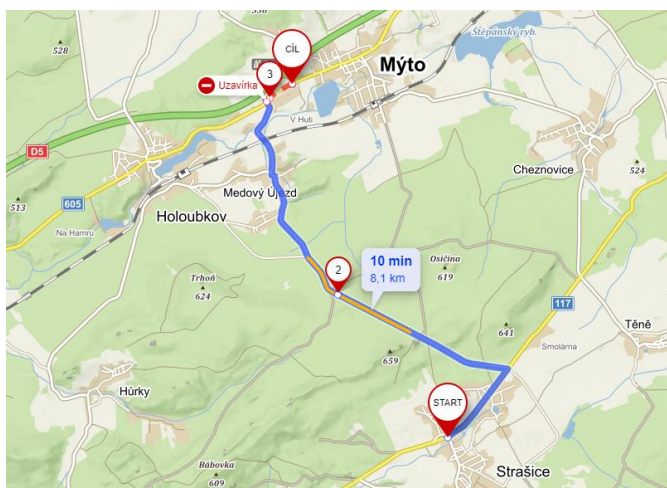 538
528
Štěpánský ryb.
CÍL
Mýto
3
Uzavírka
V Huti
D5
Cheznovice
524
605
Medový Újezd
513
Holoubkov
Na Hamru
2
10 min
8,1 km
Osičina
619
Trhoň
624
117
641
Těně
Smolárna
659
Hůrky
START
Bábovka
609
Strašice